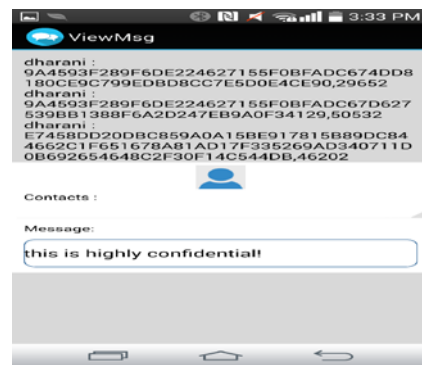 3:33 PM
ViewMsg
dharani :
9A4593F289F6DE224627155F0BFADC674DD8
180CE9C799EDBD8CC7E5D0E4CE90,29652
dharani :
9A4593F289F6DE224627155F0BFADC67D627
539BB1388F6A2D247EB9A0F34129,50532
dharani :
E7458DD20DBC859A0A15BE917815B89DC84
4662C1F651678A81AD17F335269AD340711D
0B692654648C2F30F14C544DB,46202
Contacts :
Message:
this is highly confidential!